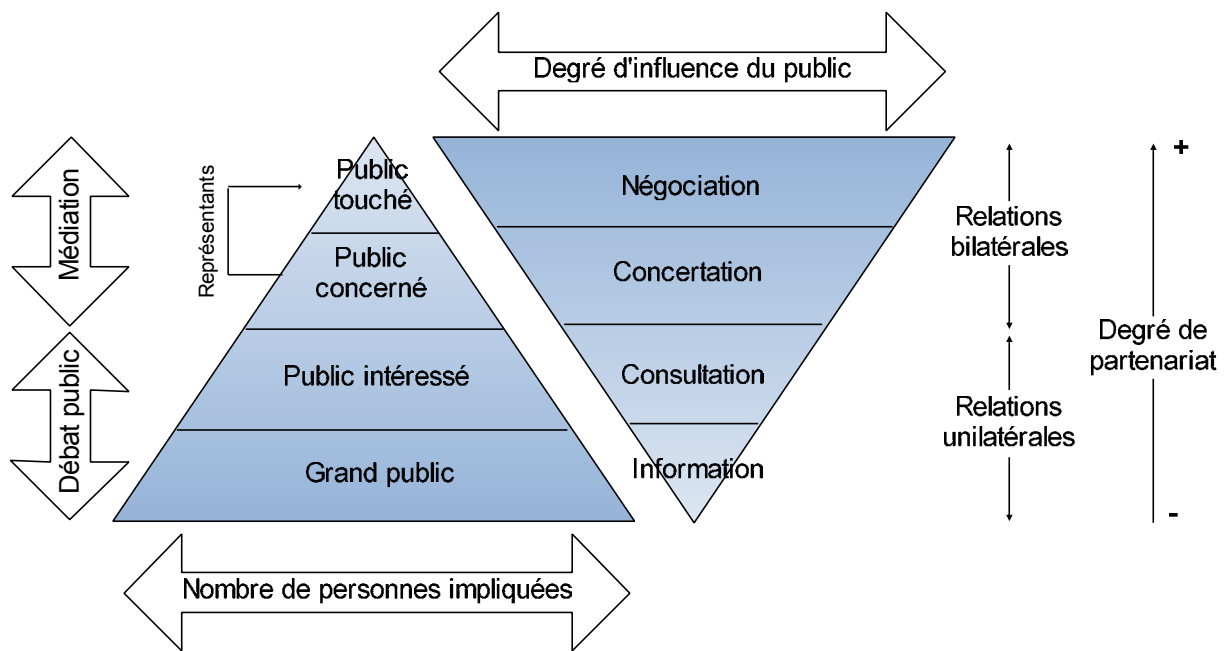 Degré d'influence du public
Médiation
Représentants
Public
touché
Négociation
+
Relations
bilatérales
Public
concerné
Concertation
Degré de
partenariat
Débat public
Public intéressé
Consultation
Relations
unilatérales
Grand public
Information
-
Nombre de personnes impliquées